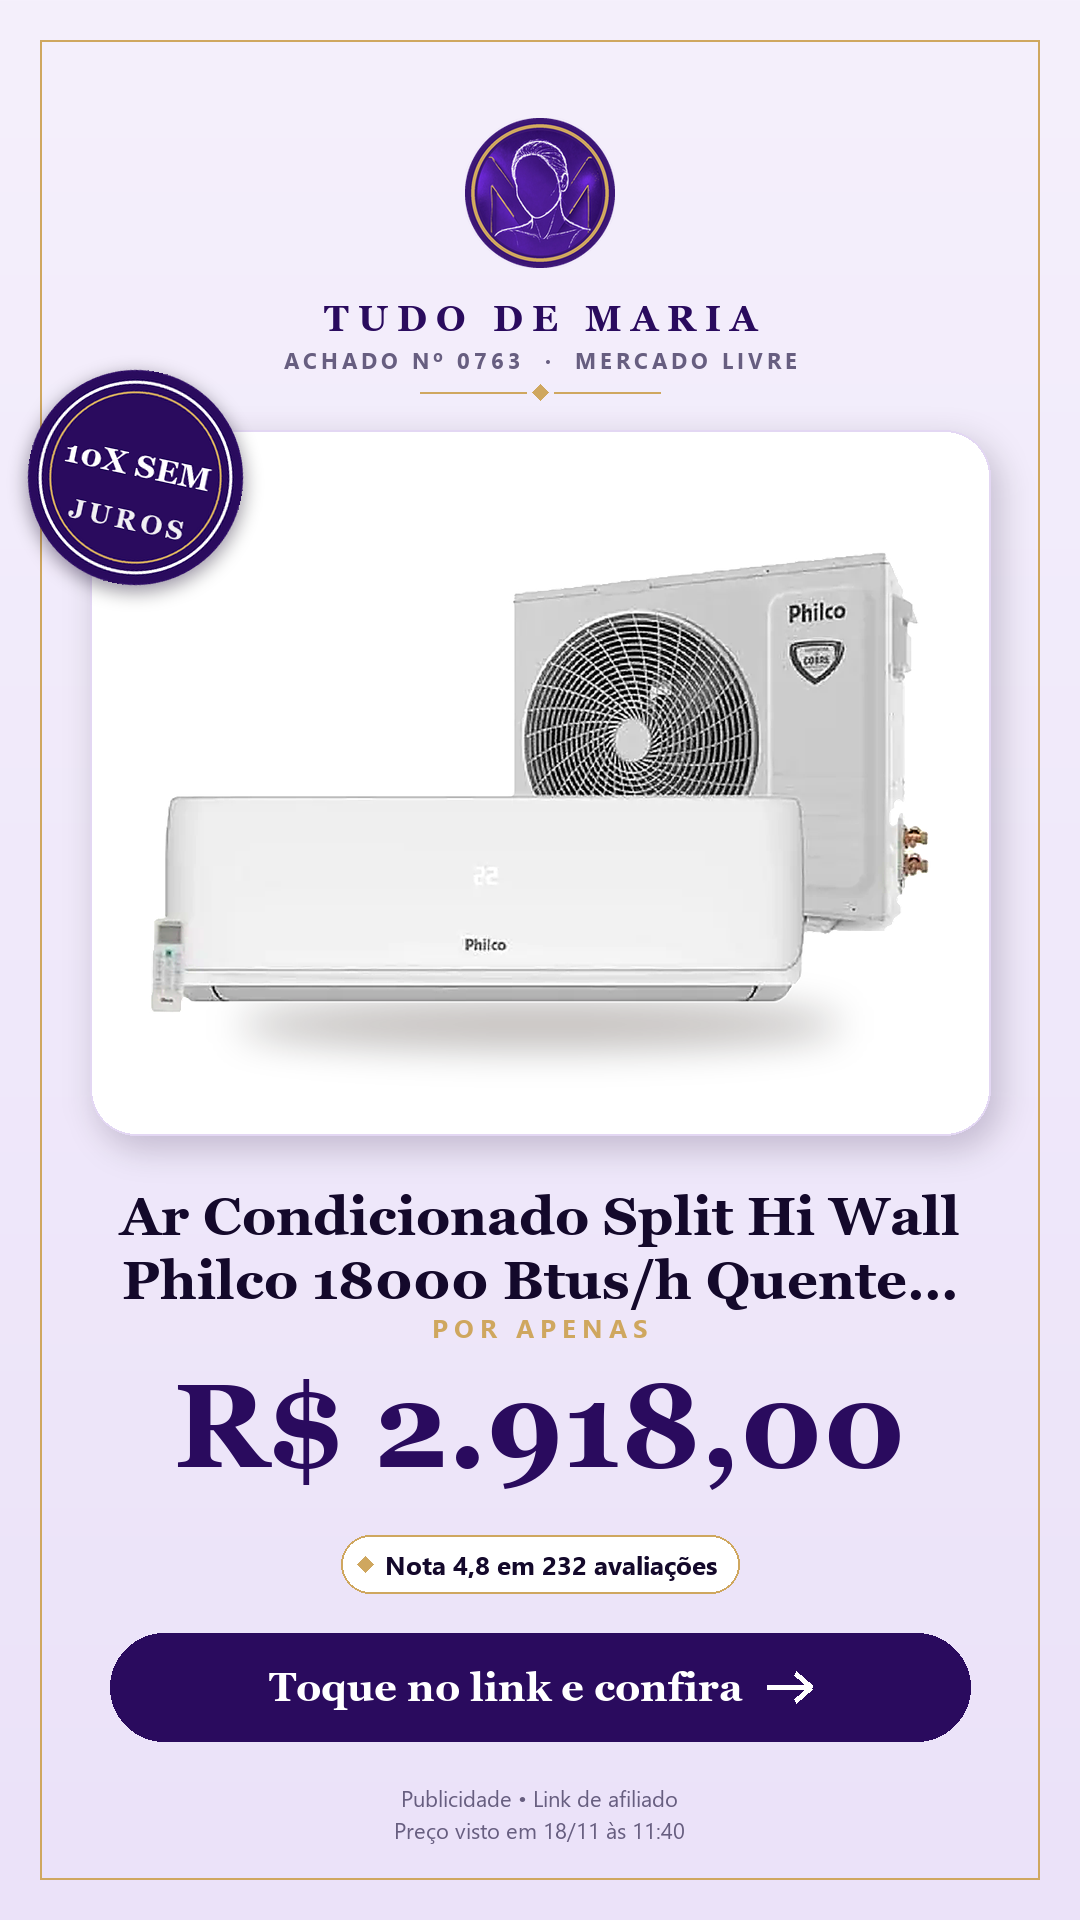 TUDO DE MARIA
ACHADO Nº 0763 · MERCADO LIVRE
10X SEM
JUROS
Philco
COBRE
22
Philco
Ar Condicionado Split Hi Wall
Philco 18000 Btus/h Quente...
POR APENAS
R$ 2.918,00
Nota 4,8 em 232 avaliações
Toque no link e confira →
Publicidade • Link de afiliado
Preço visto em 18/11 às 11:40